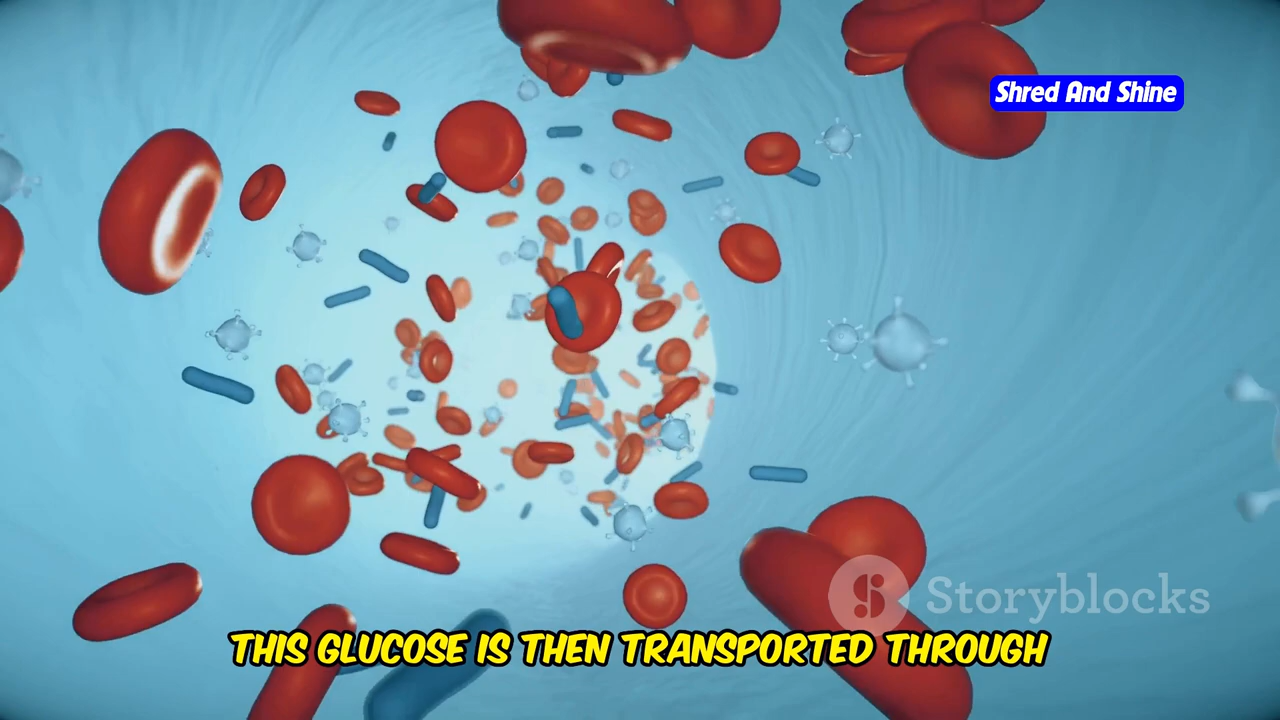 Shred And Shine
Storyblocks
THIS GLUCOSE IS THEN TRANSPORTED THROUGH